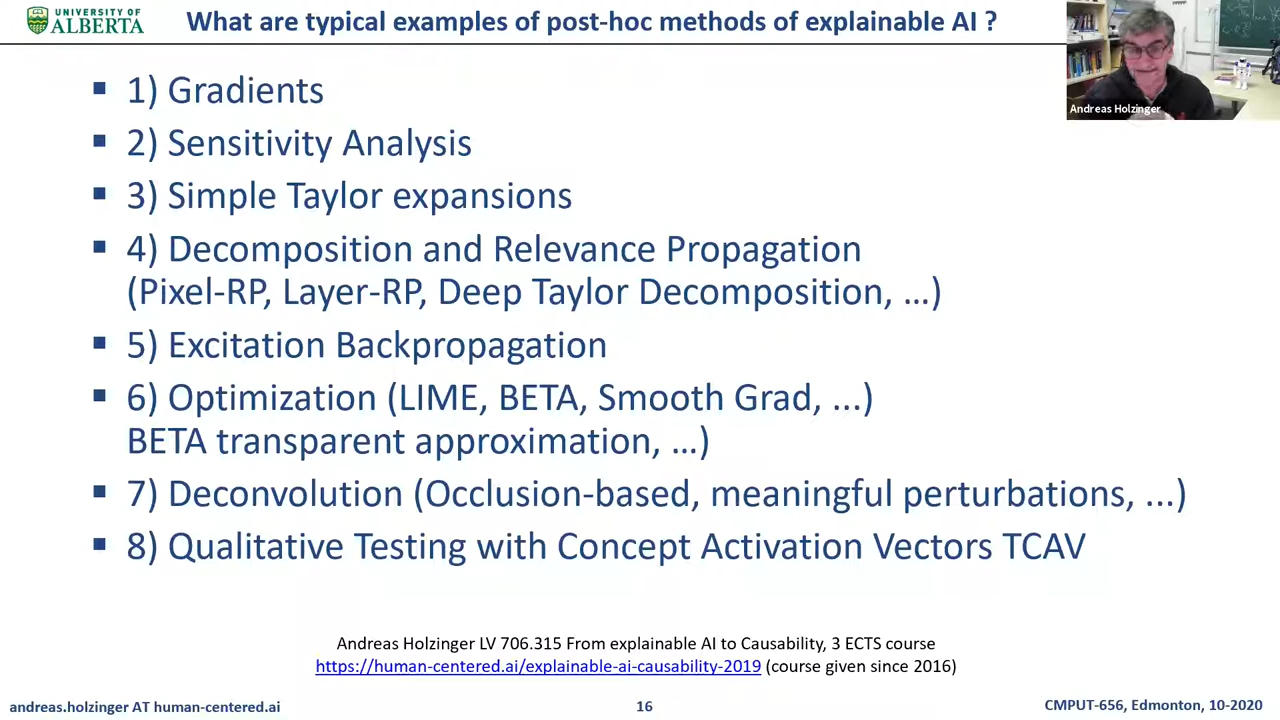 UNIVERSITY OF
ALBERTA
What are typical examples of post-hoc methods of explainable AI ?
Andreas Holzinger
▪ 1) Gradients
▪ 2) Sensitivity Analysis
▪ 3) Simple Taylor expansions
▪ 4) Decomposition and Relevance Propagation
(Pixel-RP, Layer-RP, Deep Taylor Decomposition, …)
▪ 5) Excitation Backpropagation
▪ 6) Optimization (LIME, BETA, Smooth Grad, ...)
BETA transparent approximation, …)
▪ 7) Deconvolution (Occlusion-based, meaningful perturbations, ...)
▪ 8) Qualitative Testing with Concept Activation Vectors TCAV
Andreas Holzinger LV 706.315 From explainable AI to Causability, 3 ECTS course
https://human-centered.ai/explainable-ai-causability-2019 (course given since 2016)
andreas.holzinger AT human-centered.ai
16
CMPUT-656, Edmonton, 10-2020